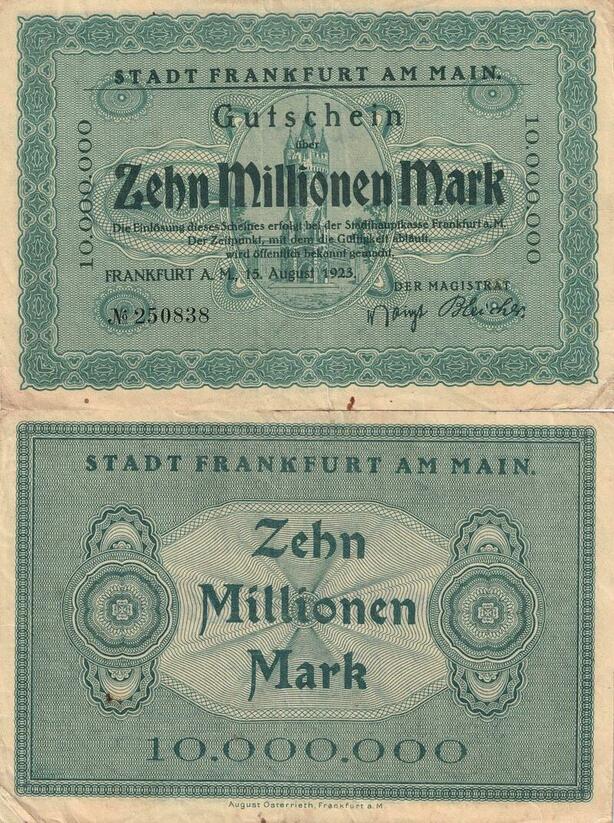 STADT FRANKFURT AM MAIN.
Gutschein
über
Zehn Millionen Mark
Die Einlösung dieses Scheines erfolgt bei der Stadthauptkasse Frankfurt a. M.
Der Zeitpunkt, mit dem die Gültigkeit abläuft,
wird öffentlich bekannt gemacht.
FRANKFURT A. M., 15. August 1923.
DER MAGISTRAT
№ 250838
10.000.000
10.000.000
STADT FRANKFURT AM MAIN.
Zehn
Millionen
Mark
10.000.000
August Osterrieth, Frankfurt a. M.